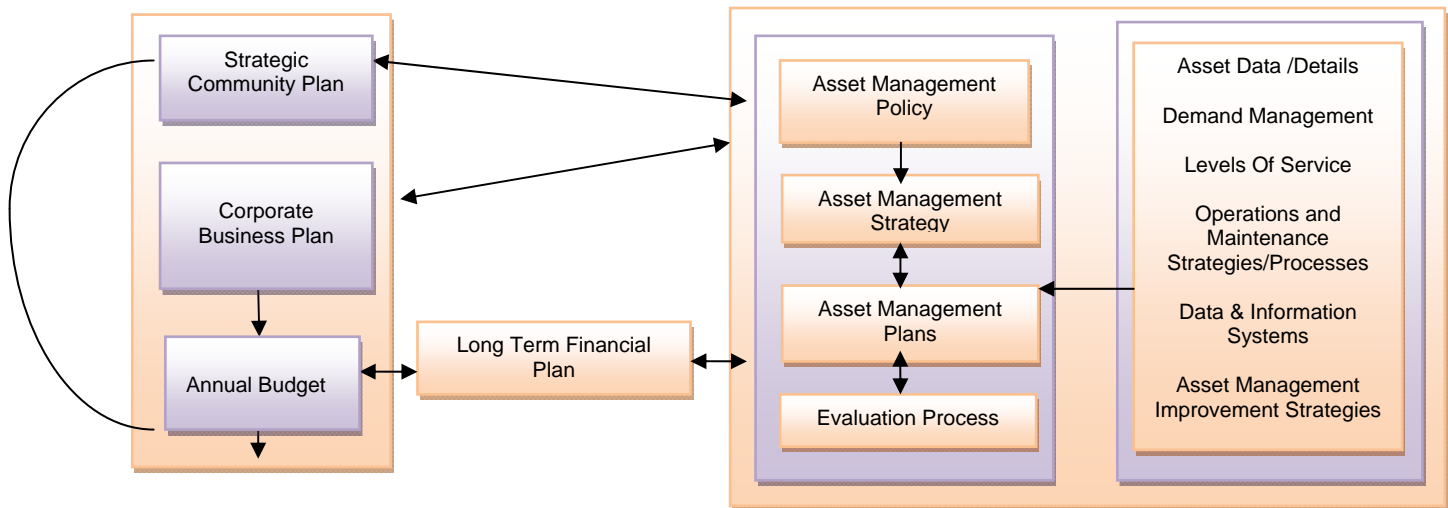 Strategic
Community Plan
Corporate
Business Plan
Annual Budget
Long Term Financial
Plan
Asset Management
Policy
Asset Management
Strategy
Asset Management
Plans
Evaluation Process
Asset Data /Details
Demand Management
Levels Of Service
Operations and
Maintenance
Strategies/Processes
Data & Information
Systems
Asset Management
Improvement Strategies